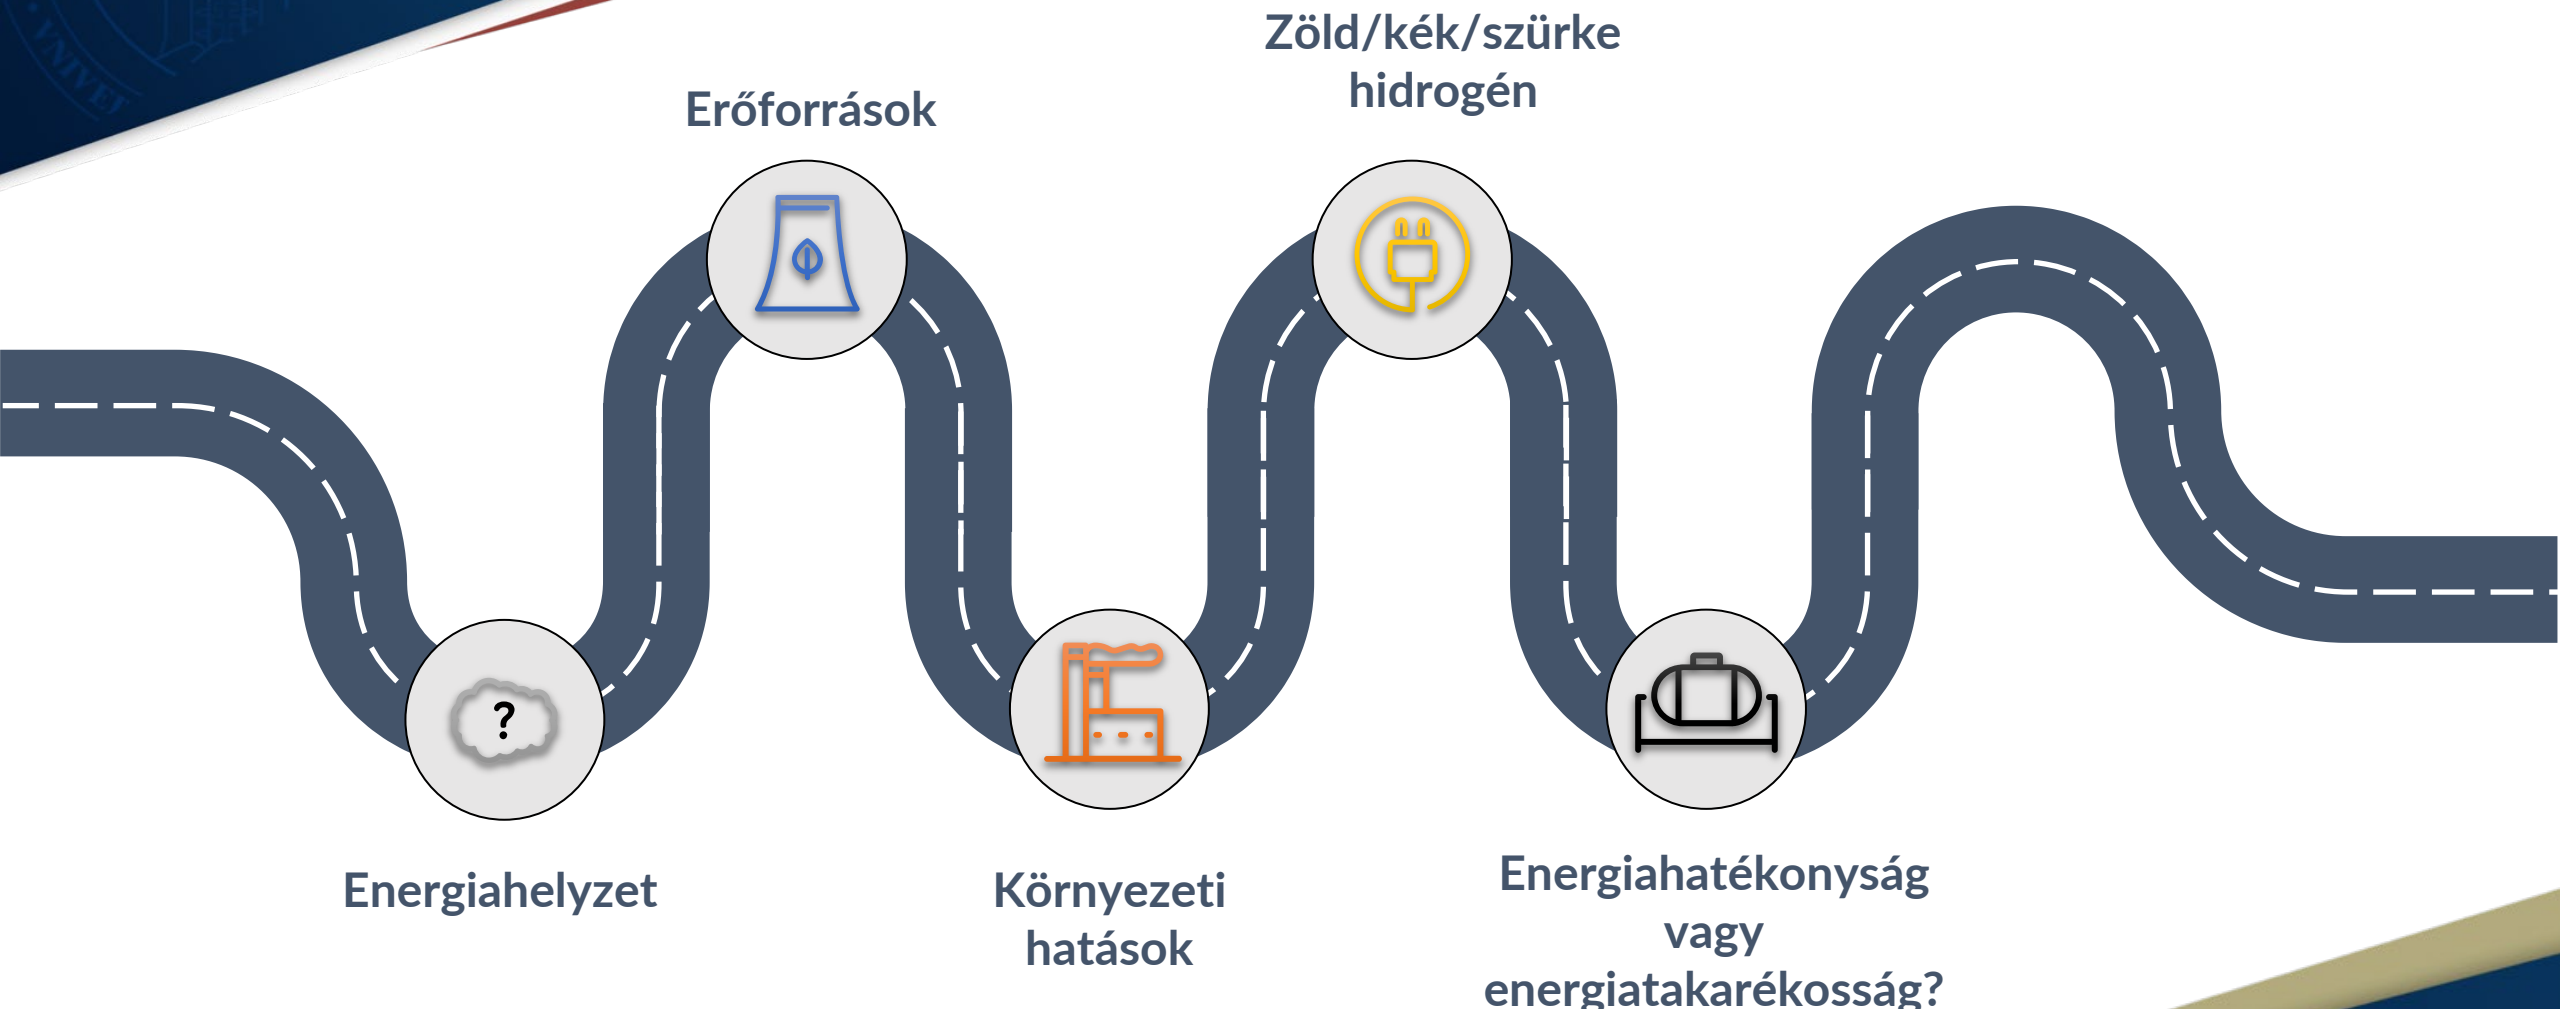 Zöld/kék/szürke
hidrogén
Erőforrások
?
Energiahelyzet
Környezeti
hatások
Energiahatékonyság
vagy
energiatakarékosság?